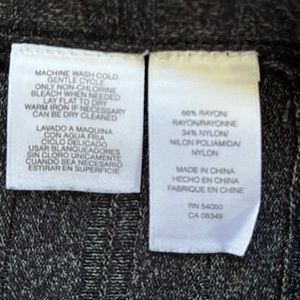 MACHINE WASH COLD
GENTLE CYCLE
ONLY NON-CHLORINE
BLEACH WHEN NEEDED
LAY FLAT TO DRY
WARM IRON IF NECESSARY
CAN BE DRY CLEANED
LAVADO A MAQUINA
CON AGUA FRIA
CICLO DELICADO
USAR BLANQUEADORES
SIN CLORO UNICAMENTE
CUANDO SEA NECESARIO
ESTIRAR EN SUPERFICIE
66% RAYON/
RAYON/RAYONNE
34% NYLON/
NILON POLIAMIDA/
NYLON
MADE IN CHINA
HECHO EN CHINA
FABRIQUE EN CHINE
RN 54050
CA 08349